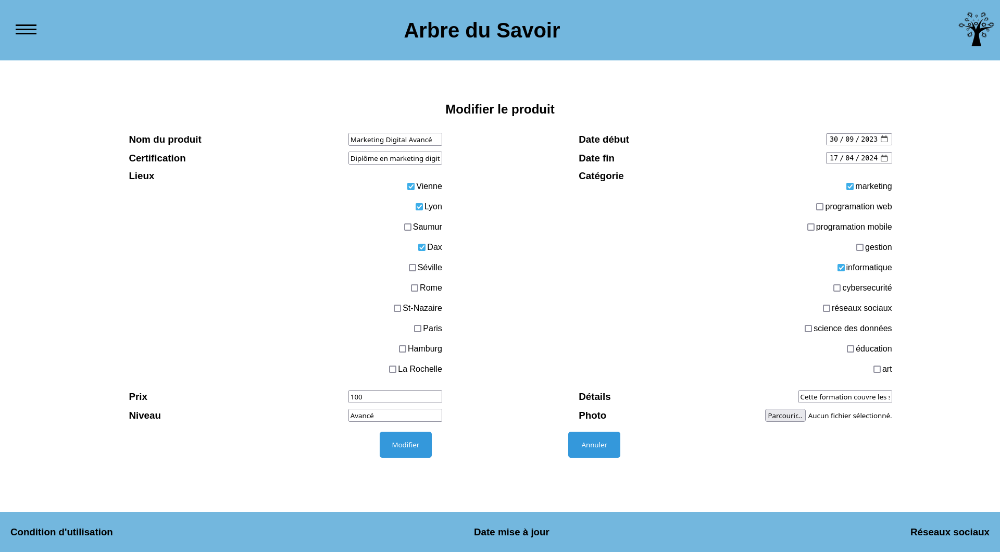 Arbre du Savoir
Modifier le produit
Nom du produit
Marketing Digital Avancé
Date début
30 / 09 / 2023
Certification
Diplôme en marketing digit
Date fin
17 / 04 / 2024
Lieux
Vienne
Lyon
Saumur
Dax
Séville
Rome
St-Nazaire
Paris
Hamburg
La Rochelle
Catégorie
marketing
programation web
programation mobile
gestion
informatique
cybersecurité
réseaux sociaux
science des données
éducation
art
Prix
100
Détails
Cette formation couvre les
Niveau
Avancé
Photo
Parcourir... Aucun fichier sélectionné.
Modifier
Annuler
Condition d'utilisation
Date mise à jour
Réseaux sociaux